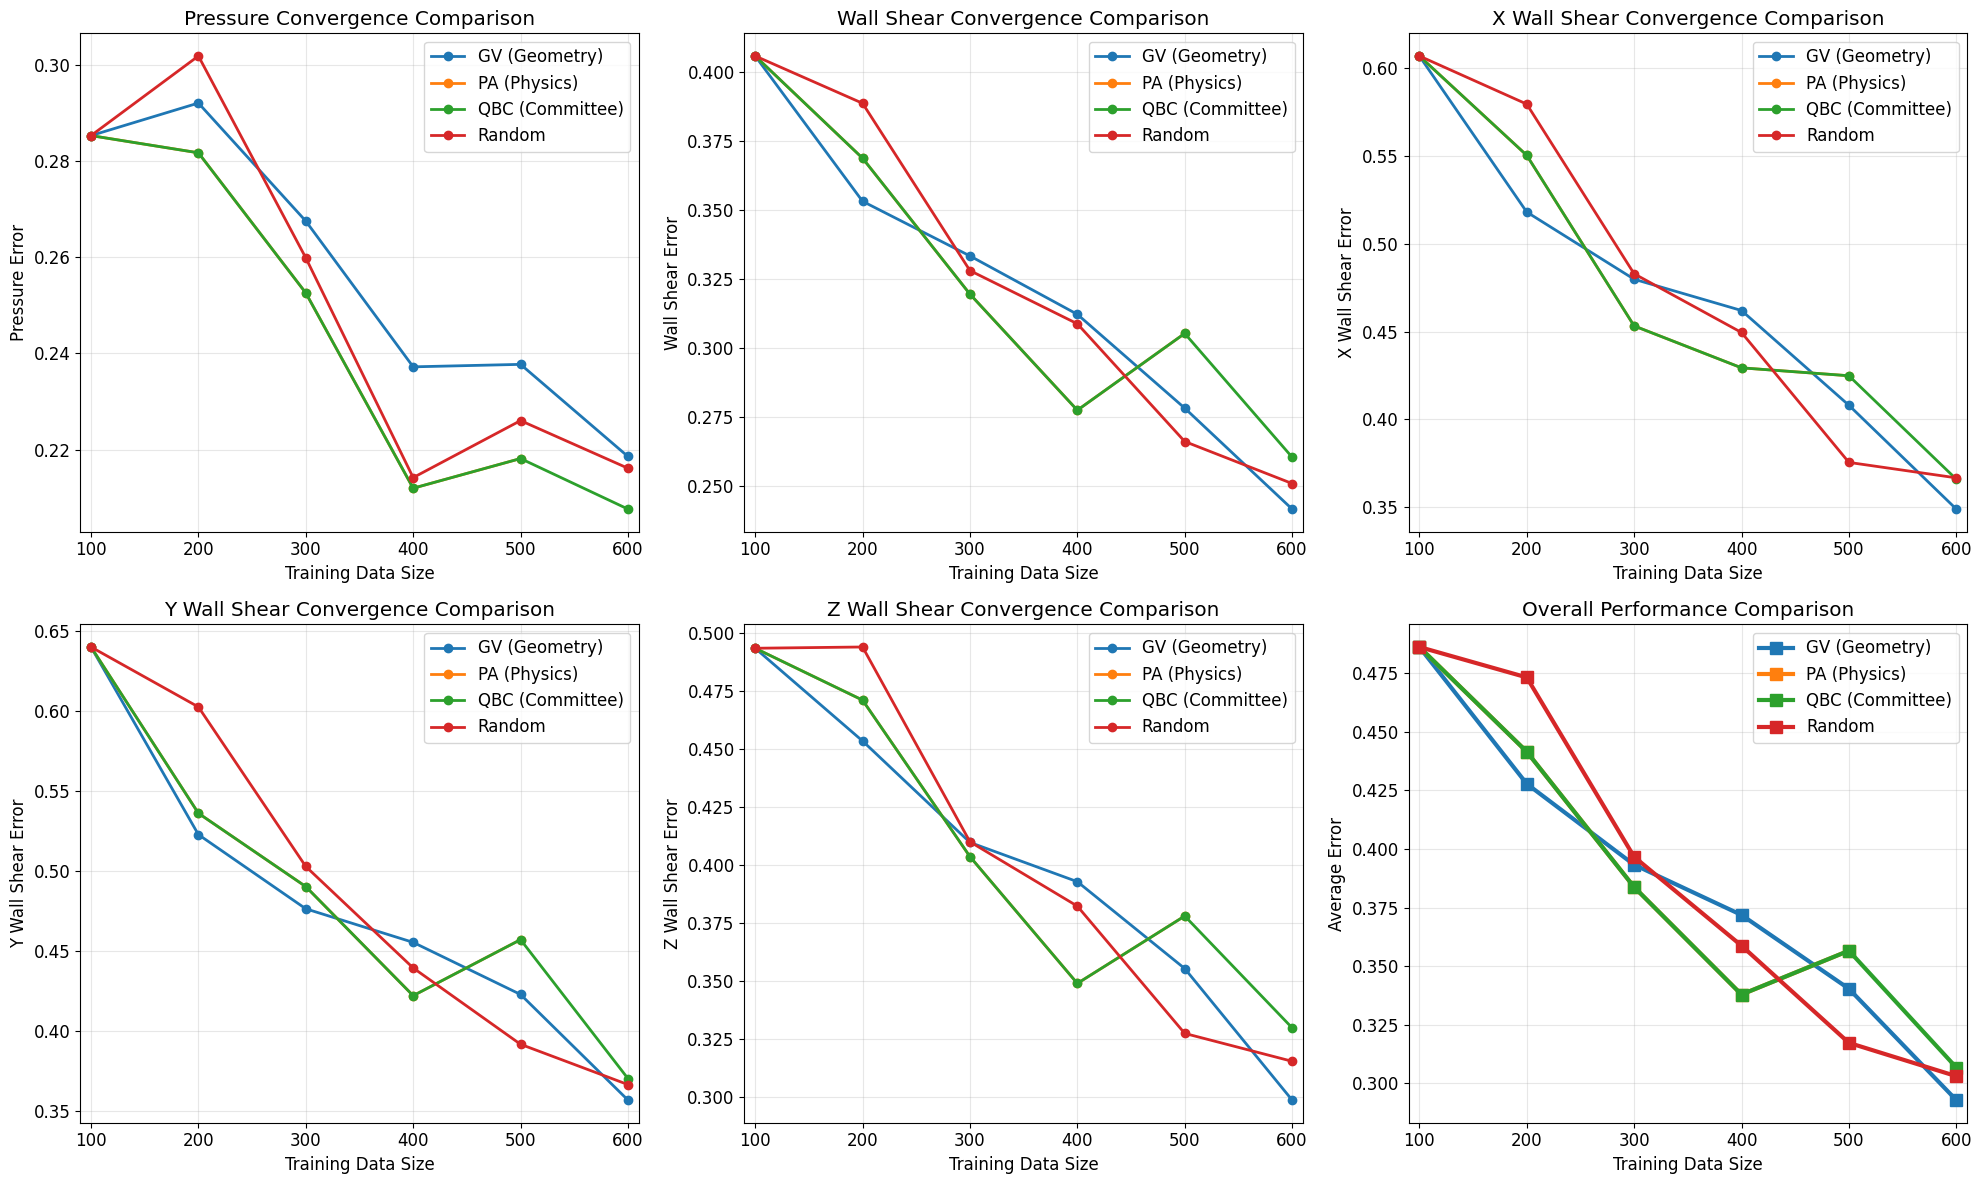 Pressure Convergence Comparison
Pressure Error
0.30
0.28
0.26
0.24
0.22
GV (Geometry)
PA (Physics)
QBC (Committee)
Random
100 200 300 400 500 600
Training Data Size
Wall Shear Convergence Comparison
Wall Shear Error
0.400
0.375
0.350
0.325
0.300
0.275
0.250
GV (Geometry)
PA (Physics)
QBC (Committee)
Random
100 200 300 400 500 600
Training Data Size
X Wall Shear Convergence Comparison
X Wall Shear Error
0.60
0.55
0.50
0.45
0.40
0.35
GV (Geometry)
PA (Physics)
QBC (Committee)
Random
100 200 300 400 500 600
Training Data Size
Y Wall Shear Convergence Comparison
Y Wall Shear Error
0.65
0.60
0.55
0.50
0.45
0.40
0.35
GV (Geometry)
PA (Physics)
QBC (Committee)
Random
100 200 300 400 500 600
Training Data Size
Z Wall Shear Convergence Comparison
Z Wall Shear Error
0.500
0.475
0.450
0.425
0.400
0.375
0.350
0.325
0.300
GV (Geometry)
PA (Physics)
QBC (Committee)
Random
100 200 300 400 500 600
Training Data Size
Overall Performance Comparison
Average Error
0.475
0.450
0.425
0.400
0.375
0.350
0.325
0.300
GV (Geometry)
PA (Physics)
QBC (Committee)
Random
100 200 300 400 500 600
Training Data Size